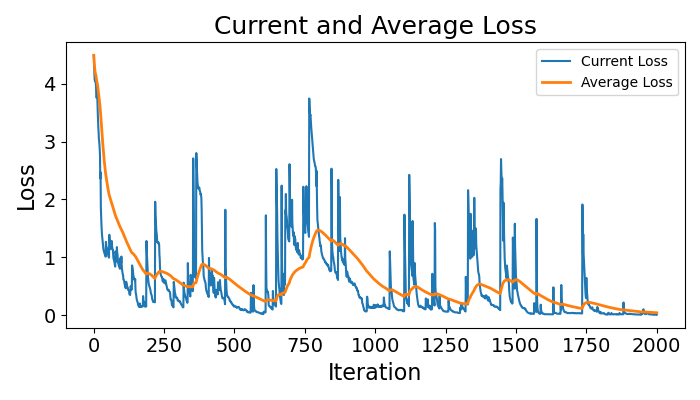 Current and Average Loss
Current Loss
Average Loss
Loss
4
3
2
1
0
0 250 500 750 1000 1250 1500 1750 2000
Iteration